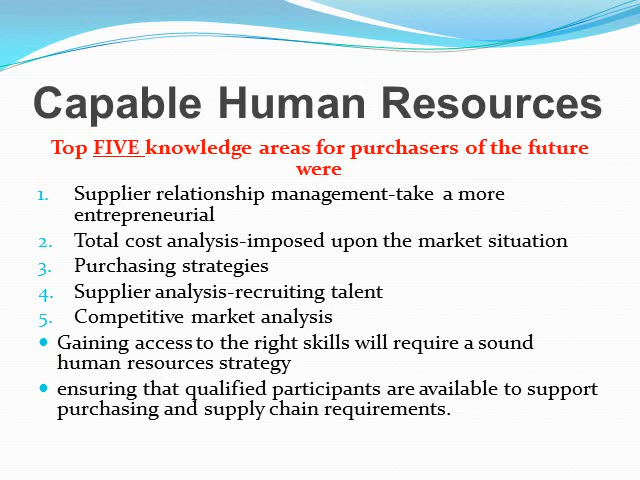 Capable Human Resources
Top FIVE knowledge areas for purchasers of the future
were
1. Supplier relationship management-take a more
entrepreneurial
2. Total cost analysis-imposed upon the market situation
3. Purchasing strategies
4. Supplier analysis-recruiting talent
5. Competitive market analysis
• Gaining access to the right skills will require a sound
human resources strategy
• ensuring that qualified participants are available to support
purchasing and supply chain requirements.